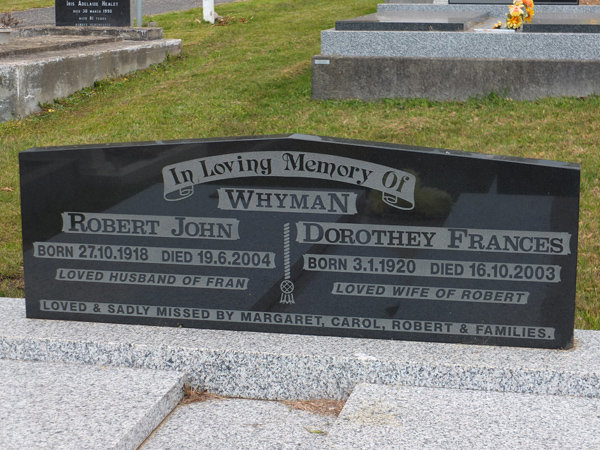 Iris Adelaide Healey
In Loving Memory Of
WHYMAN
ROBERT JOHN
BORN 27.10.1918 DIED 19.6.2004
LOVED HUSBAND OF FRAN
DOROTHEY FRANCES
BORN 3.1.1920 DIED 16.10.2003
LOVED WIFE OF ROBERT
LOVED & SADLY MISSED BY MARGARET, CAROL, ROBERT & FAMILIES.